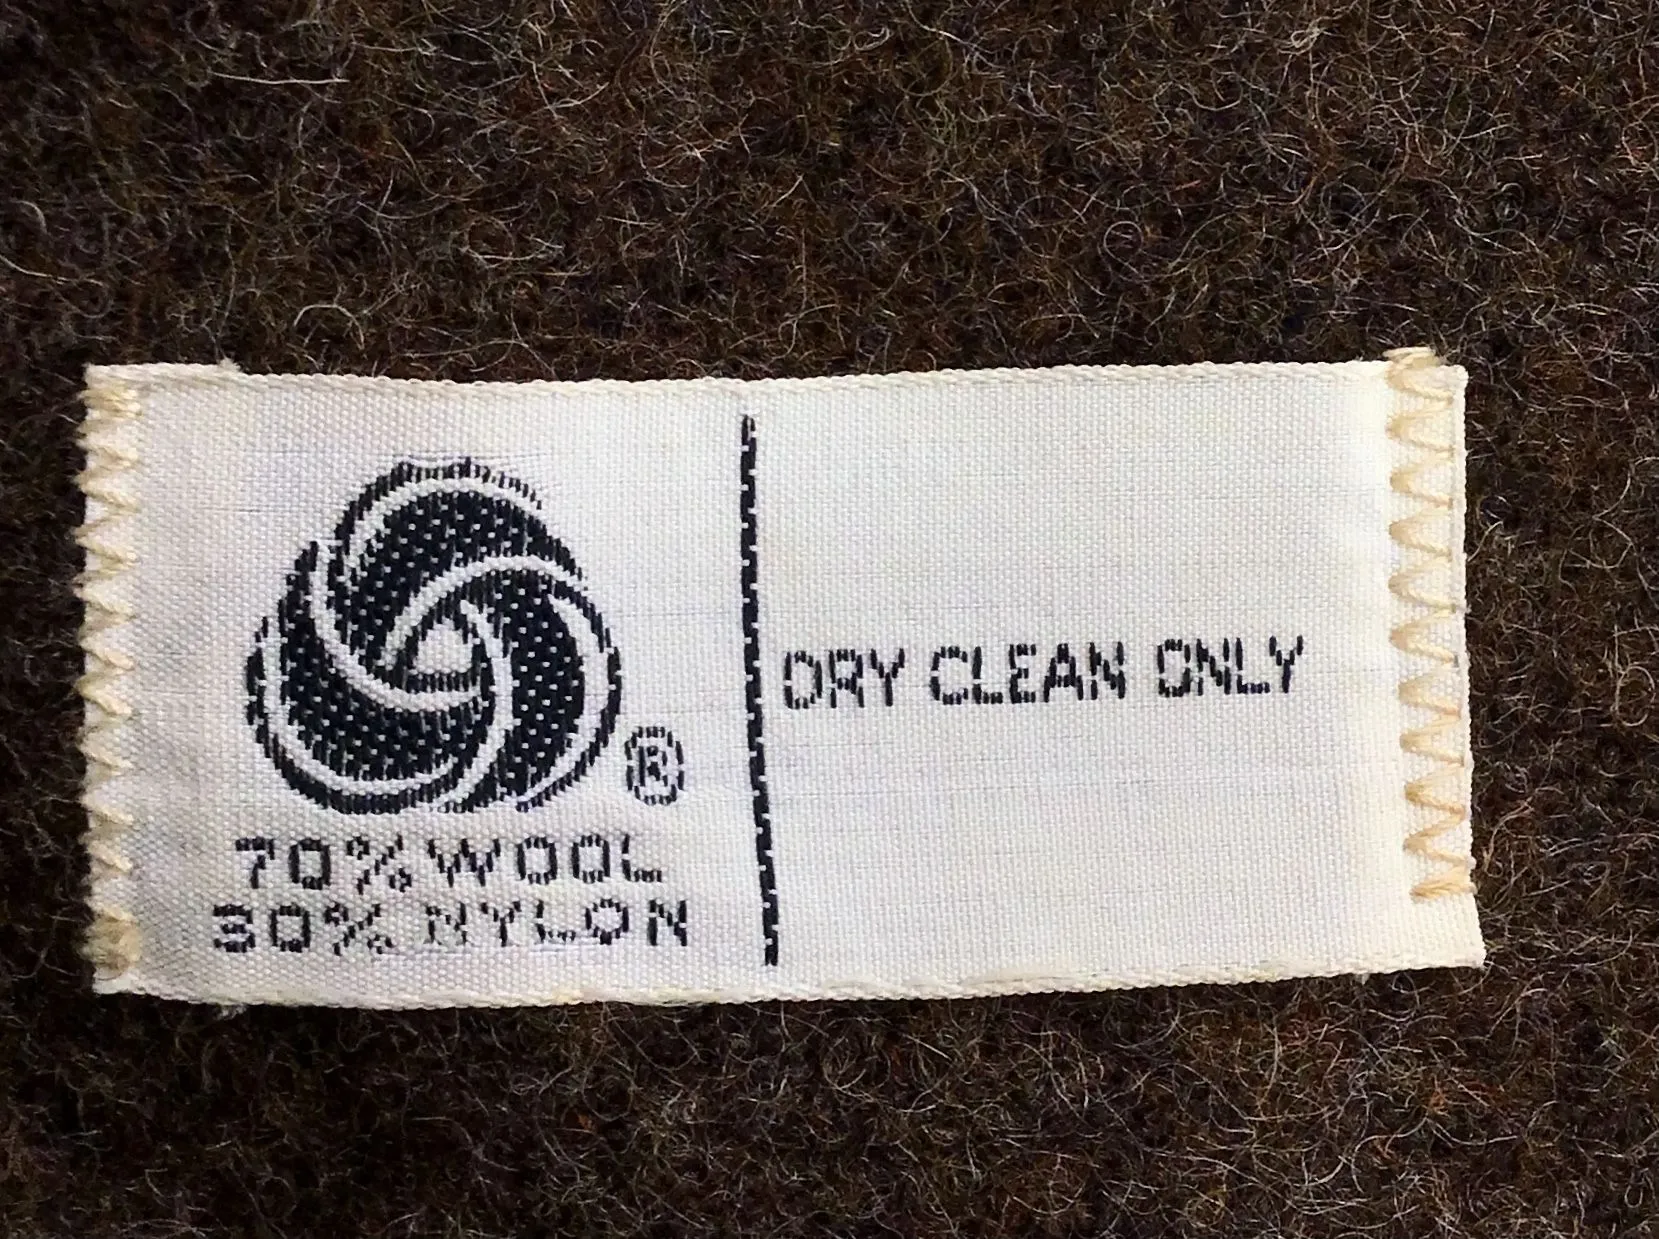 ®
70% WOOL
30% NYLON
DRY CLEAN ONLY